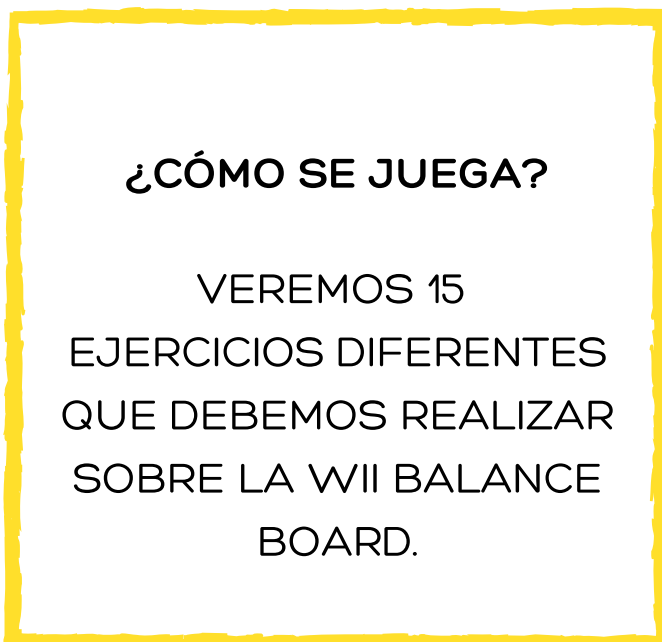 ¿CÓMO SE JUEGA?
VEREMOS 15
EJERCICIOS DIFERENTES
QUE DEBEMOS REALIZAR
SOBRE LA WII BALANCE
BOARD.